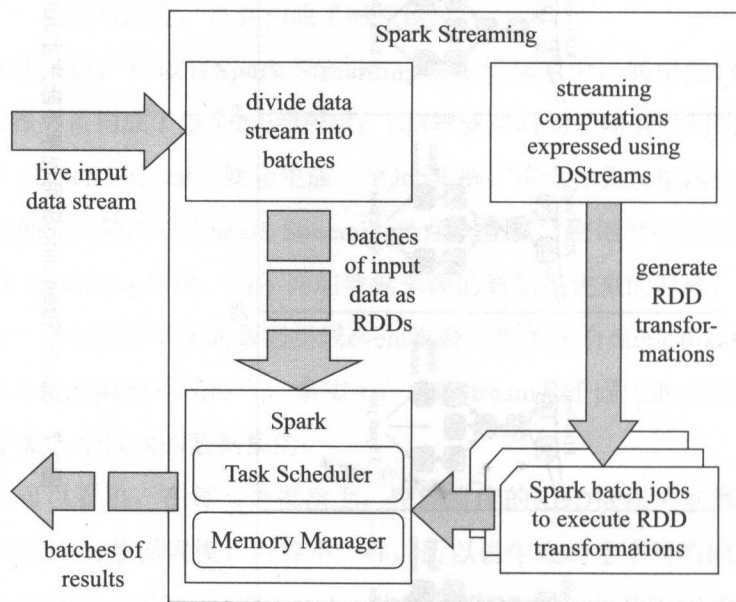 Spark Streaming
divide data
stream into
batches
streaming
computations
expressed using
DStreams
live input
data stream
batches
of input
data as
RDDs
generate
RDD
transfor-
mations
Spark
Task Scheduler
Memory Manager
Spark batch jobs
to execute RDD
transformations
batches of
results